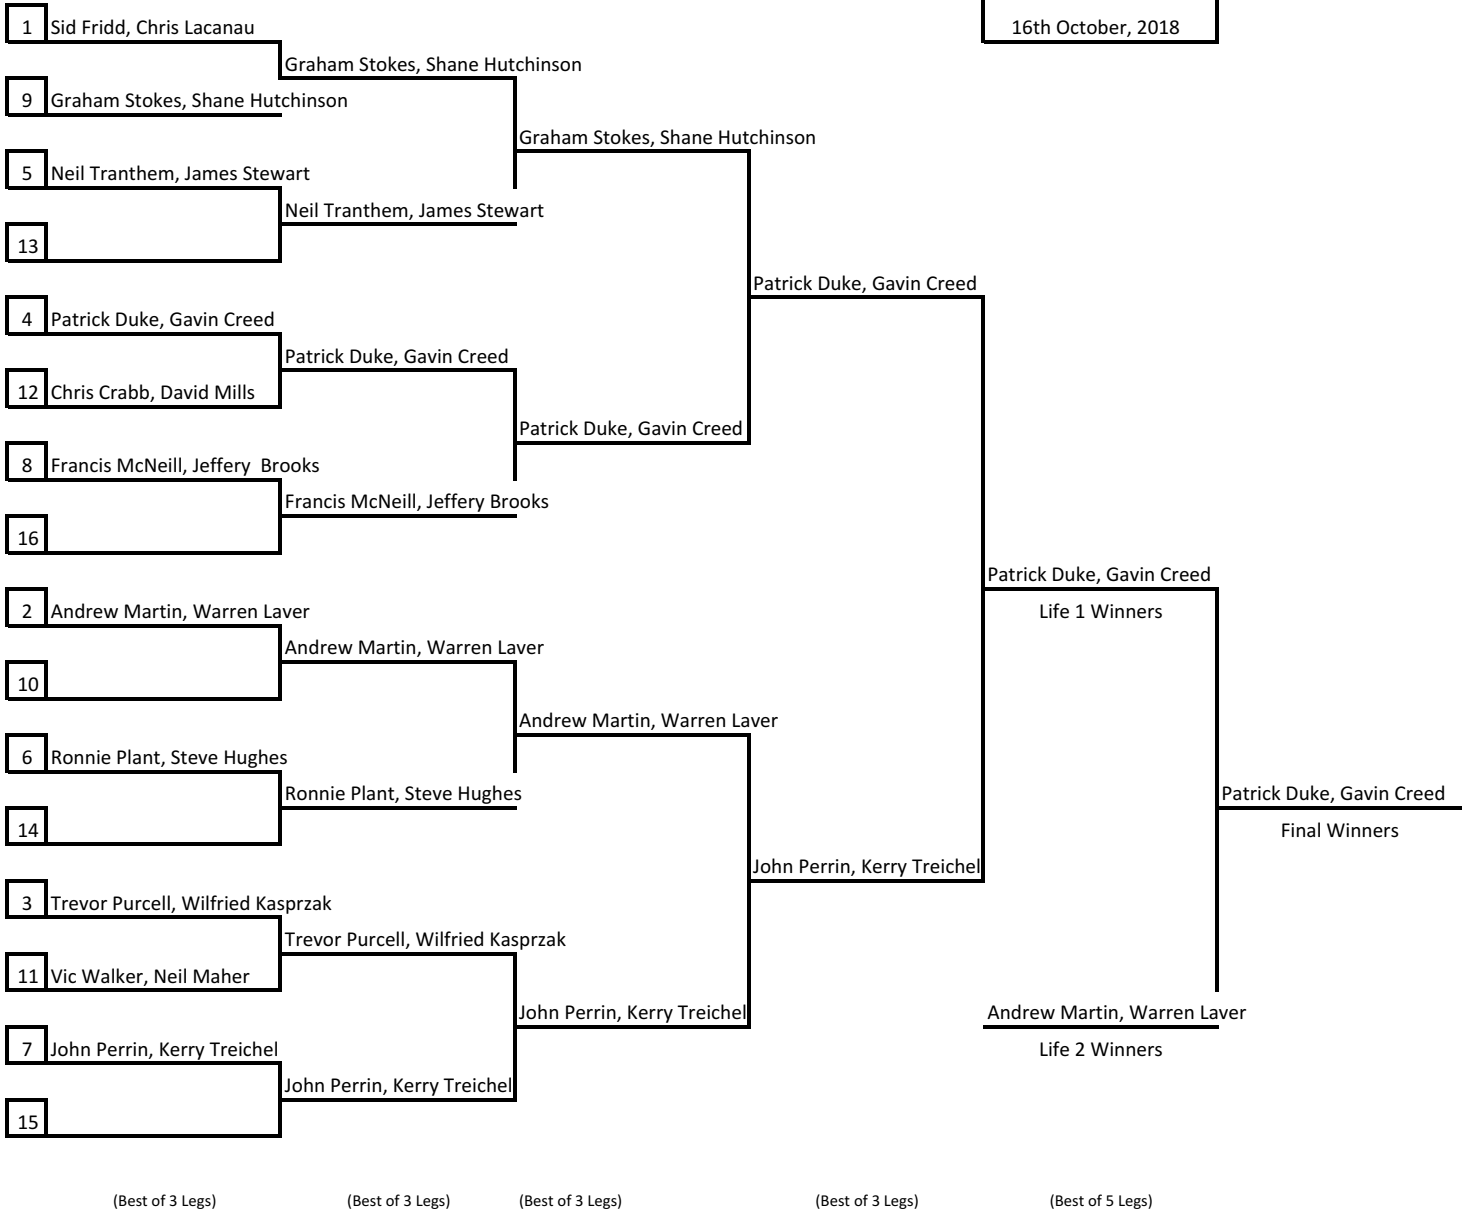 1 Sid Fridd, Chris Lacanau
16th October, 2018
Graham Stokes, Shane Hutchinson
9 Graham Stokes, Shane Hutchinson
Graham Stokes, Shane Hutchinson
5 Neil Tranthem, James Stewart
Neil Tranthem, James Stewart
13
Patrick Duke, Gavin Creed
4 Patrick Duke, Gavin Creed
Patrick Duke, Gavin Creed
12 Chris Crabb, David Mills
Patrick Duke, Gavin Creed
8 Francis McNeill, Jeffery  Brooks
Francis McNeill, Jeffery Brooks
16
Patrick Duke, Gavin Creed
2 Andrew Martin, Warren Laver
Life 1 Winners
Andrew Martin, Warren Laver
10
Andrew Martin, Warren Laver
6 Ronnie Plant, Steve Hughes
Ronnie Plant, Steve Hughes
Patrick Duke, Gavin Creed
14
Final Winners
John Perrin, Kerry Treichel
3 Trevor Purcell, Wilfried Kasprzak
Trevor Purcell, Wilfried Kasprzak
11 Vic Walker, Neil Maher
John Perrin, Kerry Treichel
Andrew Martin, Warren Laver
7 John Perrin, Kerry Treichel
Life 2 Winners
John Perrin, Kerry Treichel
15
(Best of 3 Legs) (Best of 3 Legs) (Best of 3 Legs) (Best of 3 Legs) (Best of 5 Legs)